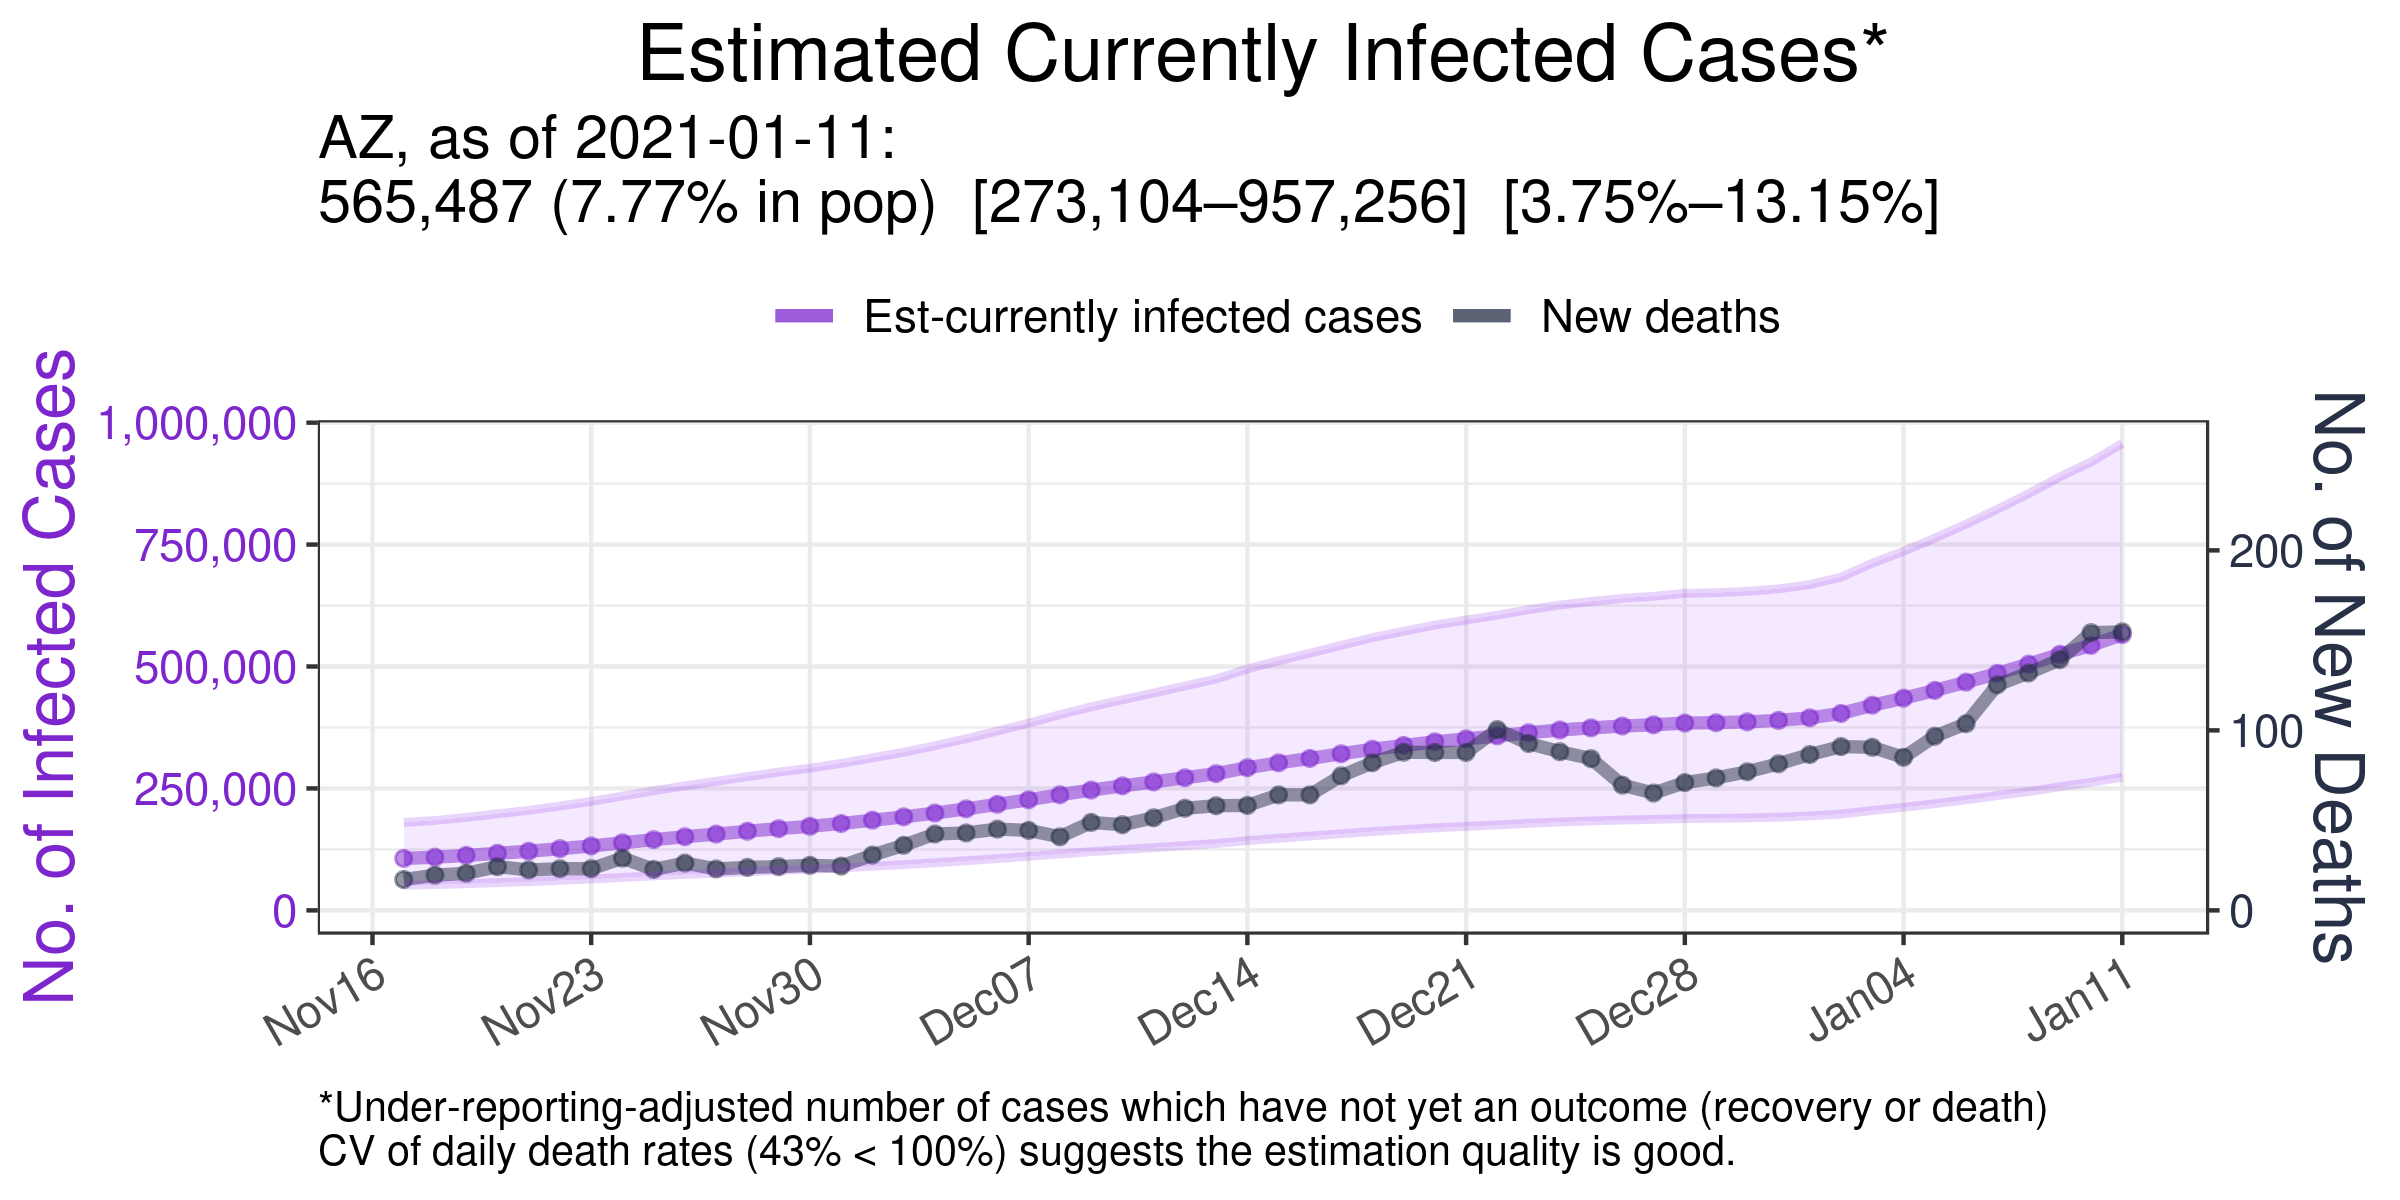 Estimated Currently Infected Cases*
AZ, as of 2021-01-11:
565,487 (7.77% in pop)  [273,104–957,256]  [3.75%–13.15%]
Est-currently infected cases
New deaths
No. of Infected Cases
1,000,000
750,000
500,000
250,000
0
No. of New Deaths
200
100
0
Nov16
Nov23
Nov30
Dec07
Dec14
Dec21
Dec28
Jan04
Jan11
*Under-reporting-adjusted number of cases which have not yet an outcome (recovery or death)
CV of daily death rates (43% < 100%) suggests the estimation quality is good.